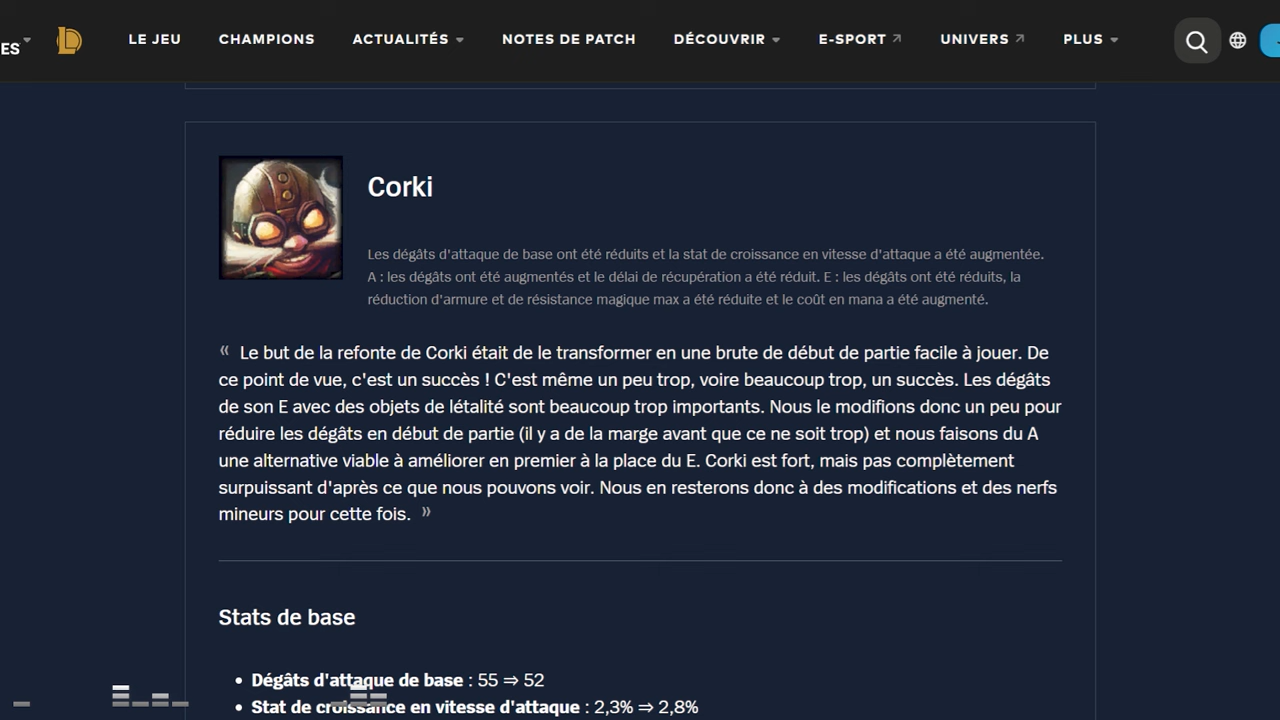 ES
LE JEU
CHAMPIONS
ACTUALITÉS
NOTES DE PATCH
DÉCOUVRIR
E-SPORT
UNIVERS
PLUS
Corki
Les dégâts d'attaque de base ont été réduits et la stat de croissance en vitesse d'attaque a été augmentée.
A : les dégâts ont été augmentés et le délai de récupération a été réduit. E : les dégâts ont été réduits, la
réduction d'armure et de résistance magique max a été réduite et le coût en mana a été augmenté.
« Le but de la refonte de Corki était de le transformer en une brute de début de partie facile à jouer. De
ce point de vue, c'est un succès ! C'est même un peu trop, voire beaucoup trop, un succès. Les dégâts
de son E avec des objets de létalité sont beaucoup trop importants. Nous le modifions donc un peu pour
réduire les dégâts en début de partie (il y a de la marge avant que ce ne soit trop) et nous faisons du A
une alternative viable à améliorer en premier à la place du E. Corki est fort, mais pas complètement
surpuissant d'après ce que nous pouvons voir. Nous en resterons donc à des modifications et des nerfs
mineurs pour cette fois. »
Stats de base
• Dégâts d'attaque de base : 55 ⇒ 52
• Stat de croissance en vitesse d'attaque : 2,3% ⇒ 2,8%